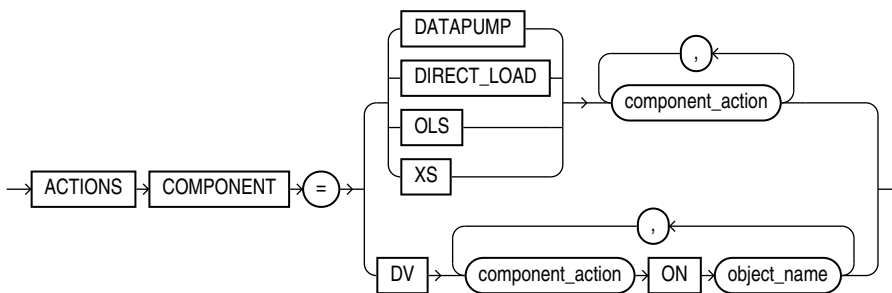 DATAPUMP
,
DIRECT_LOAD
component_action
OLS
XS
ACTIONS COMPONENT =
,
DV component_action ON object_name